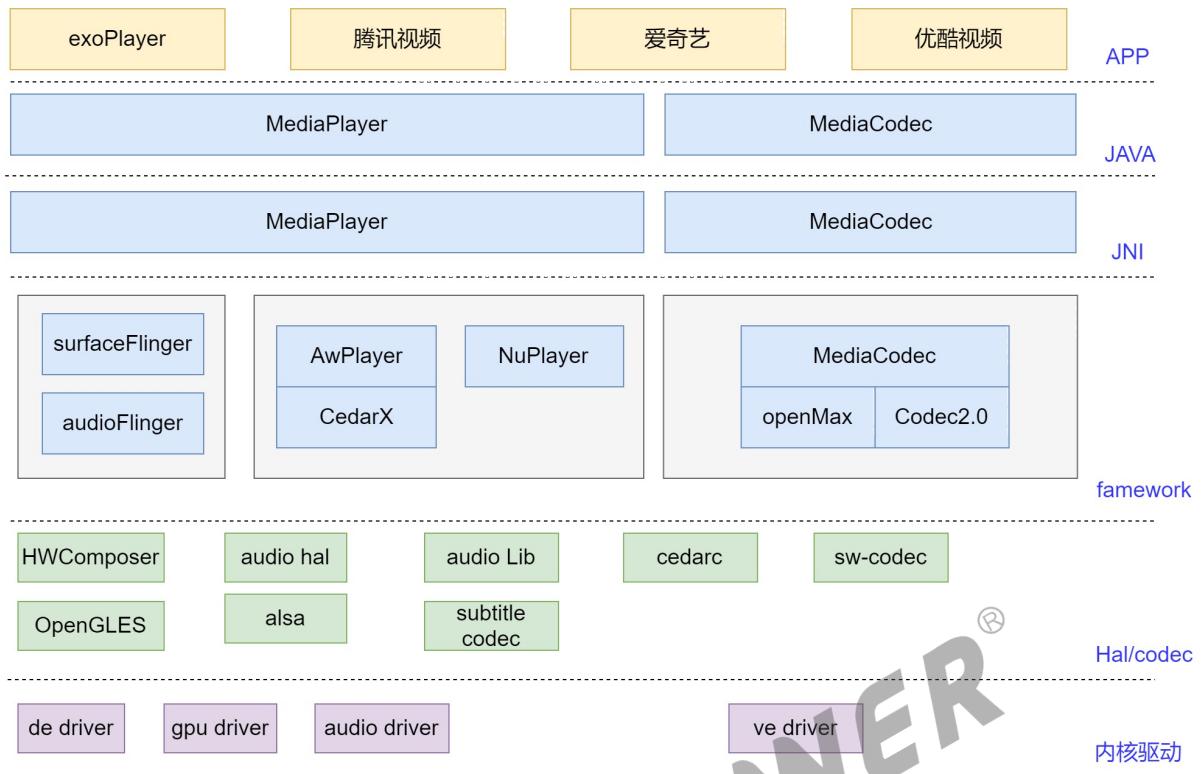 exoPlayer
腾讯视频
爱奇艺
优酷视频
APP
MediaPlayer
MediaCodec
JAVA
MediaPlayer
MediaCodec
JNI
surfaceFlinger
audioFlinger
AwPlayer
CedarX
NuPlayer
MediaCodec
openMax
Codec2.0
famework
HWComposer
audio hal
audio Lib
cedarc
sw-codec
OpenGLES
alsa
subtitle
codec
Hal/codec
de driver
gpu driver
audio driver
ve driver
内核驱动
WNER®